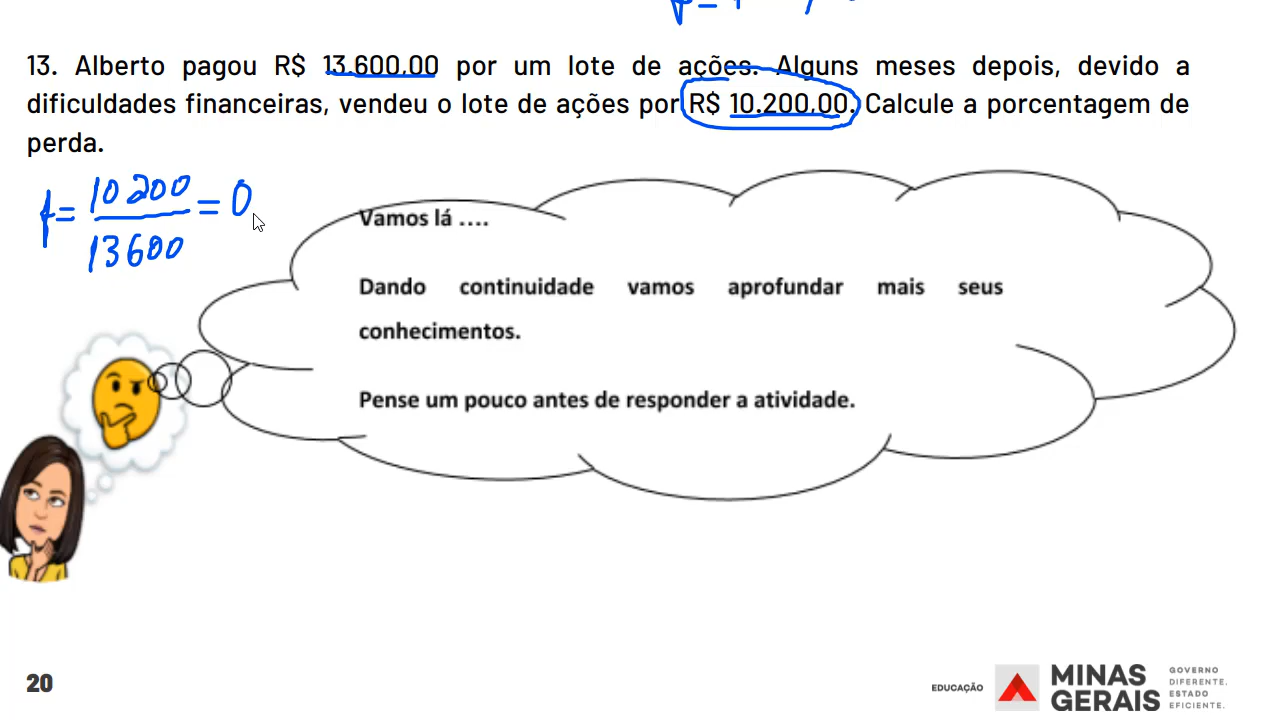 13. Alberto pagou R$ 13.600,00 por um lote de ações. Alguns meses depois, devido a
dificuldades financeiras, vendeu o lote de ações por R$ 10.200,00. Calcule a porcentagem de
perda.
f = 10200 / 13600 = 0
Vamos lá ....
Dando continuidade vamos aprofundar mais seus
conhecimentos.
Pense um pouco antes de responder a atividade.
20
EDUCAÇÃO
MINAS
GERAIS
GOVERNO
DIFERENTE.
ESTADO
EFICIENTE.